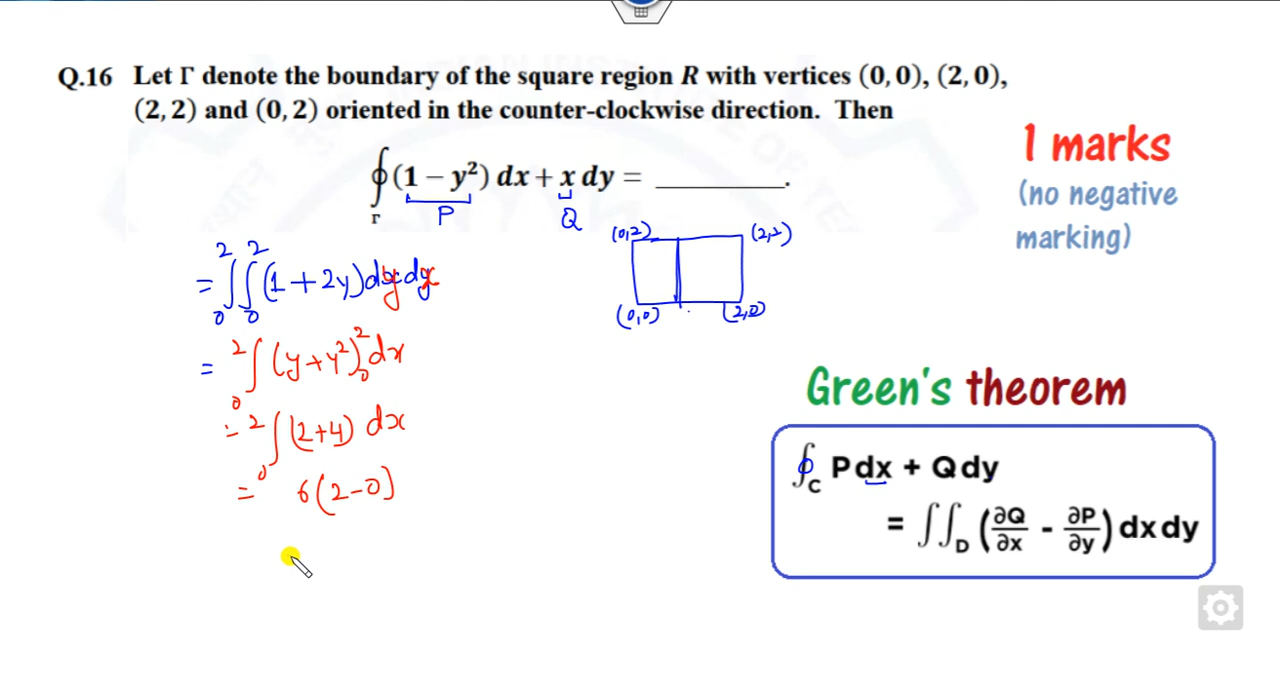 Q.16 Let Γ denote the boundary of the square region R with vertices (0, 0), (2, 0),
(2, 2) and (0, 2) oriented in the counter-clockwise direction. Then
∮Γ (1 − y²) dx + x dy = ________.
P Q
1 marks
(no negative
marking)
(0,2) (2,2)
(0,0) (2,0)
= ∫₀² ∫₀² (1 + 2y) dy dx
= ₀²∫ (y + y²)₀² dx
= ₀²∫ (2+4) dx
= 6(2-0)
Green's theorem
∮C Pdx + Qdy
= ∫∫D (∂Q/∂x - ∂P/∂y) dxdy